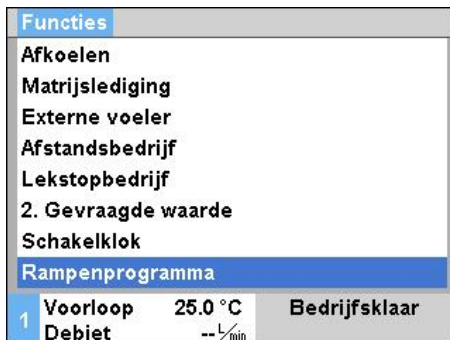 Functies
Afkoelen
Matrijslediging
Externe voeler
Afstandsbedrijf
Lekstopbedrijf
2. Gevraagde waarde
Schakelklok
Rampenprogramma
1 Voorloop 25.0 °C Bedrijfsklaar
Debiet -- L/min